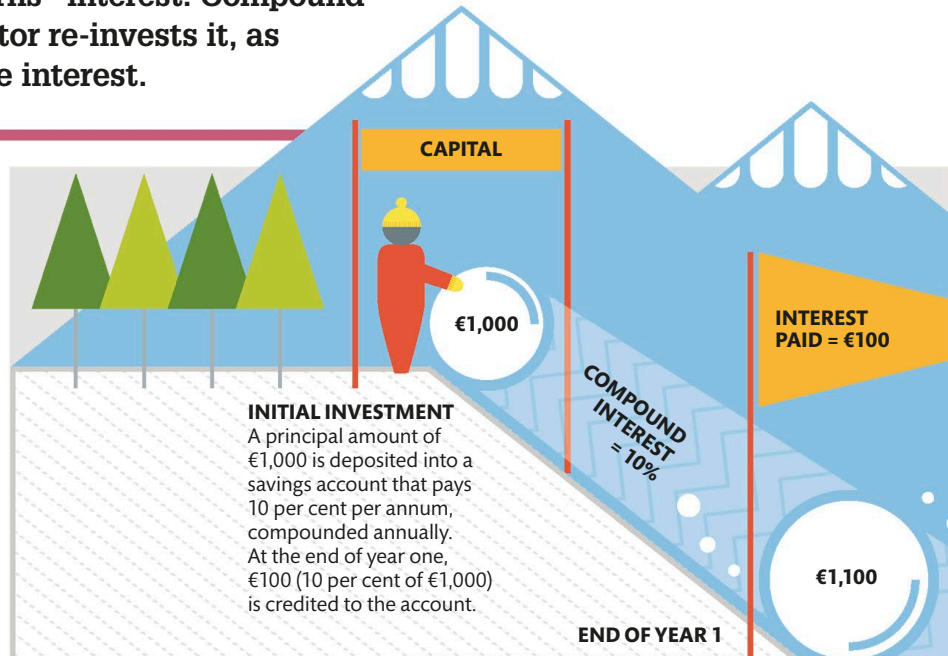 interest. Compound
tor re-invests it, as
e interest.
CAPITAL
€1,000
INTEREST
PAID = €100
COMPOUND
INTEREST
= 10%
INITIAL INVESTMENT
A principal amount of
€1,000 is deposited into a
savings account that pays
10 per cent per annum,
compounded annually.
At the end of year one,
€100 (10 per cent of €1,000)
is credited to the account.
€1,100
END OF YEAR 1